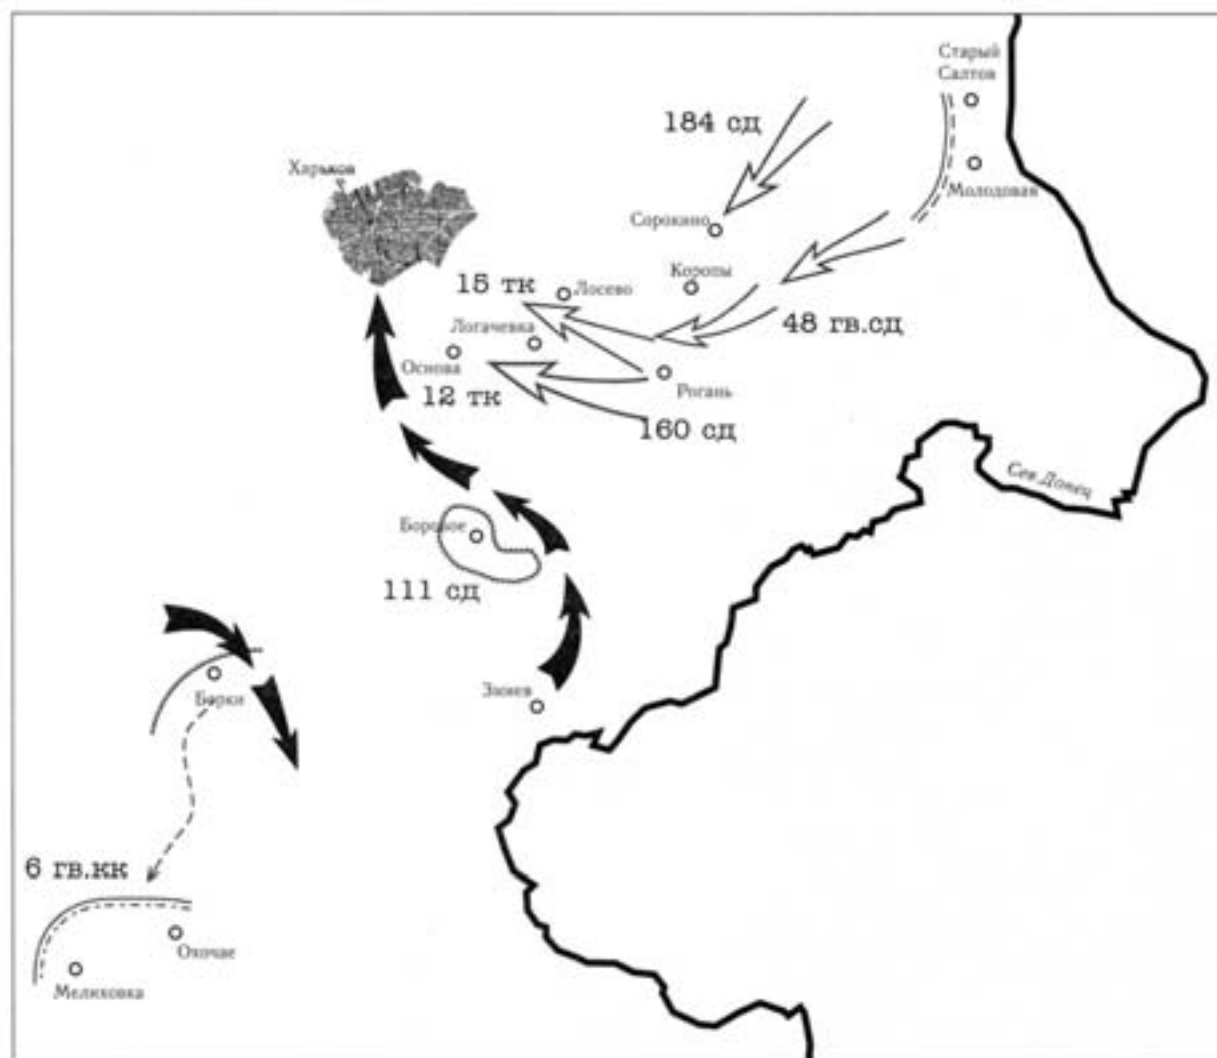 Старый
Салтов
184 сд
Харьков
Молодовая
Сорокино
Коропы
15 тк
Лосево
48 гв.сд
Логачевка
Основа
12 тк
Рогань
160 сд
Сев.Донец
Боровое
111 сд
Змиев
Борки
6 гв.кк
Охочае
Мелиховка